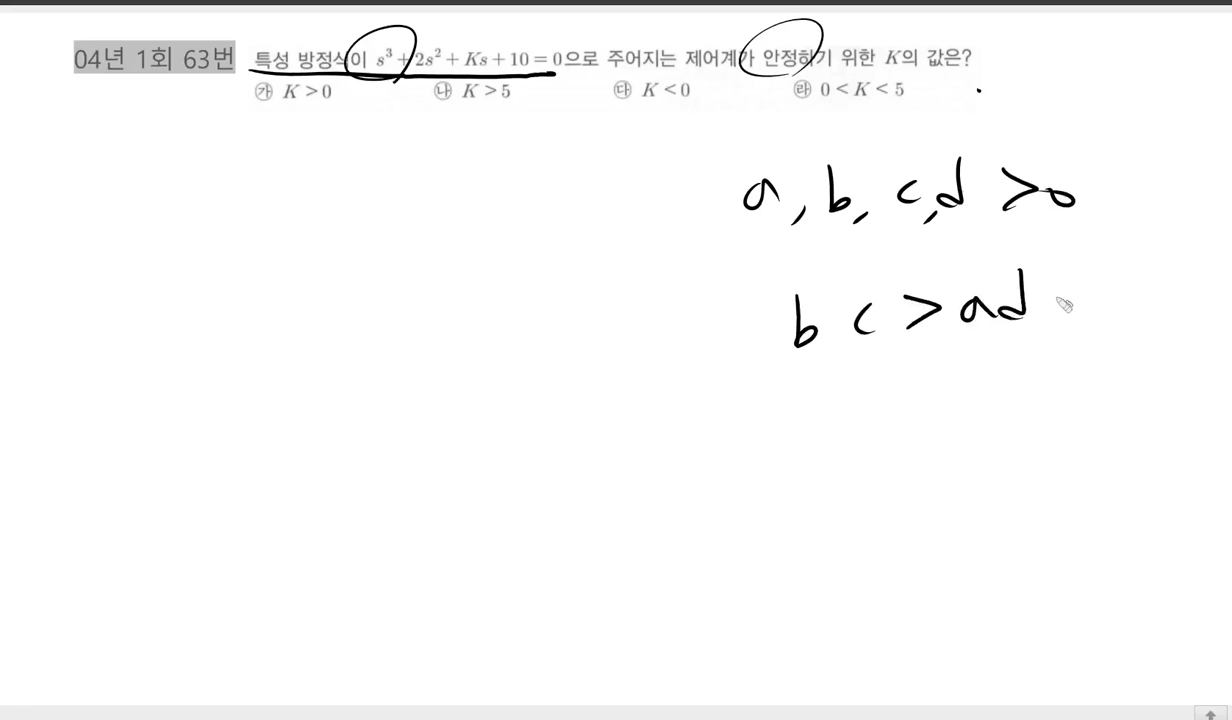 04년 1회 63번 특성 방정식이 s³ + 2s² + Ks + 10 = 0으로 주어지는 제어계가 안정하기 위한 K의 값은?
㉮ K > 0 ㉯ K > 5 ㉰ K < 0 ㉱ 0 < K < 5
a, b, c, d > 0
b c > ad